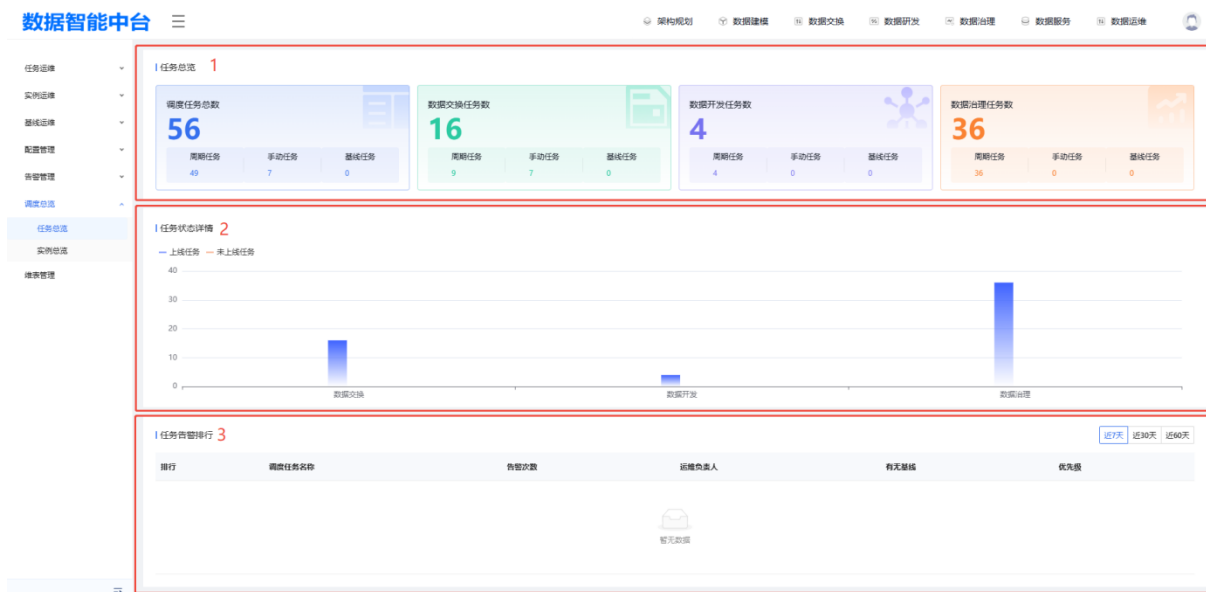 数据智能中台 架构规划 数据建模 数据交换 数据研发 数据治理 数据服务 数据运维
任务运维
实例运维
基线运维
配置管理
告警管理
调度总览
任务总览
实例总览
维表管理
任务总览 1
调度任务总数
56
周期任务 手动任务 基线任务
49 7 0
数据交换任务数
16
周期任务 手动任务 基线任务
9 7 0
数据开发任务数
4
周期任务 手动任务 基线任务
4 0 0
数据治理任务数
36
周期任务 手动任务 基线任务
36 0 0
任务状态详情 2
上线任务 未上线任务
40
30
20
10
0
数据交换 数据开发 数据治理
任务告警排行 3
近7天 近30天 近60天
排行 调度任务名称 告警次数 运维负责人 有无基线 优先级
暂无数据